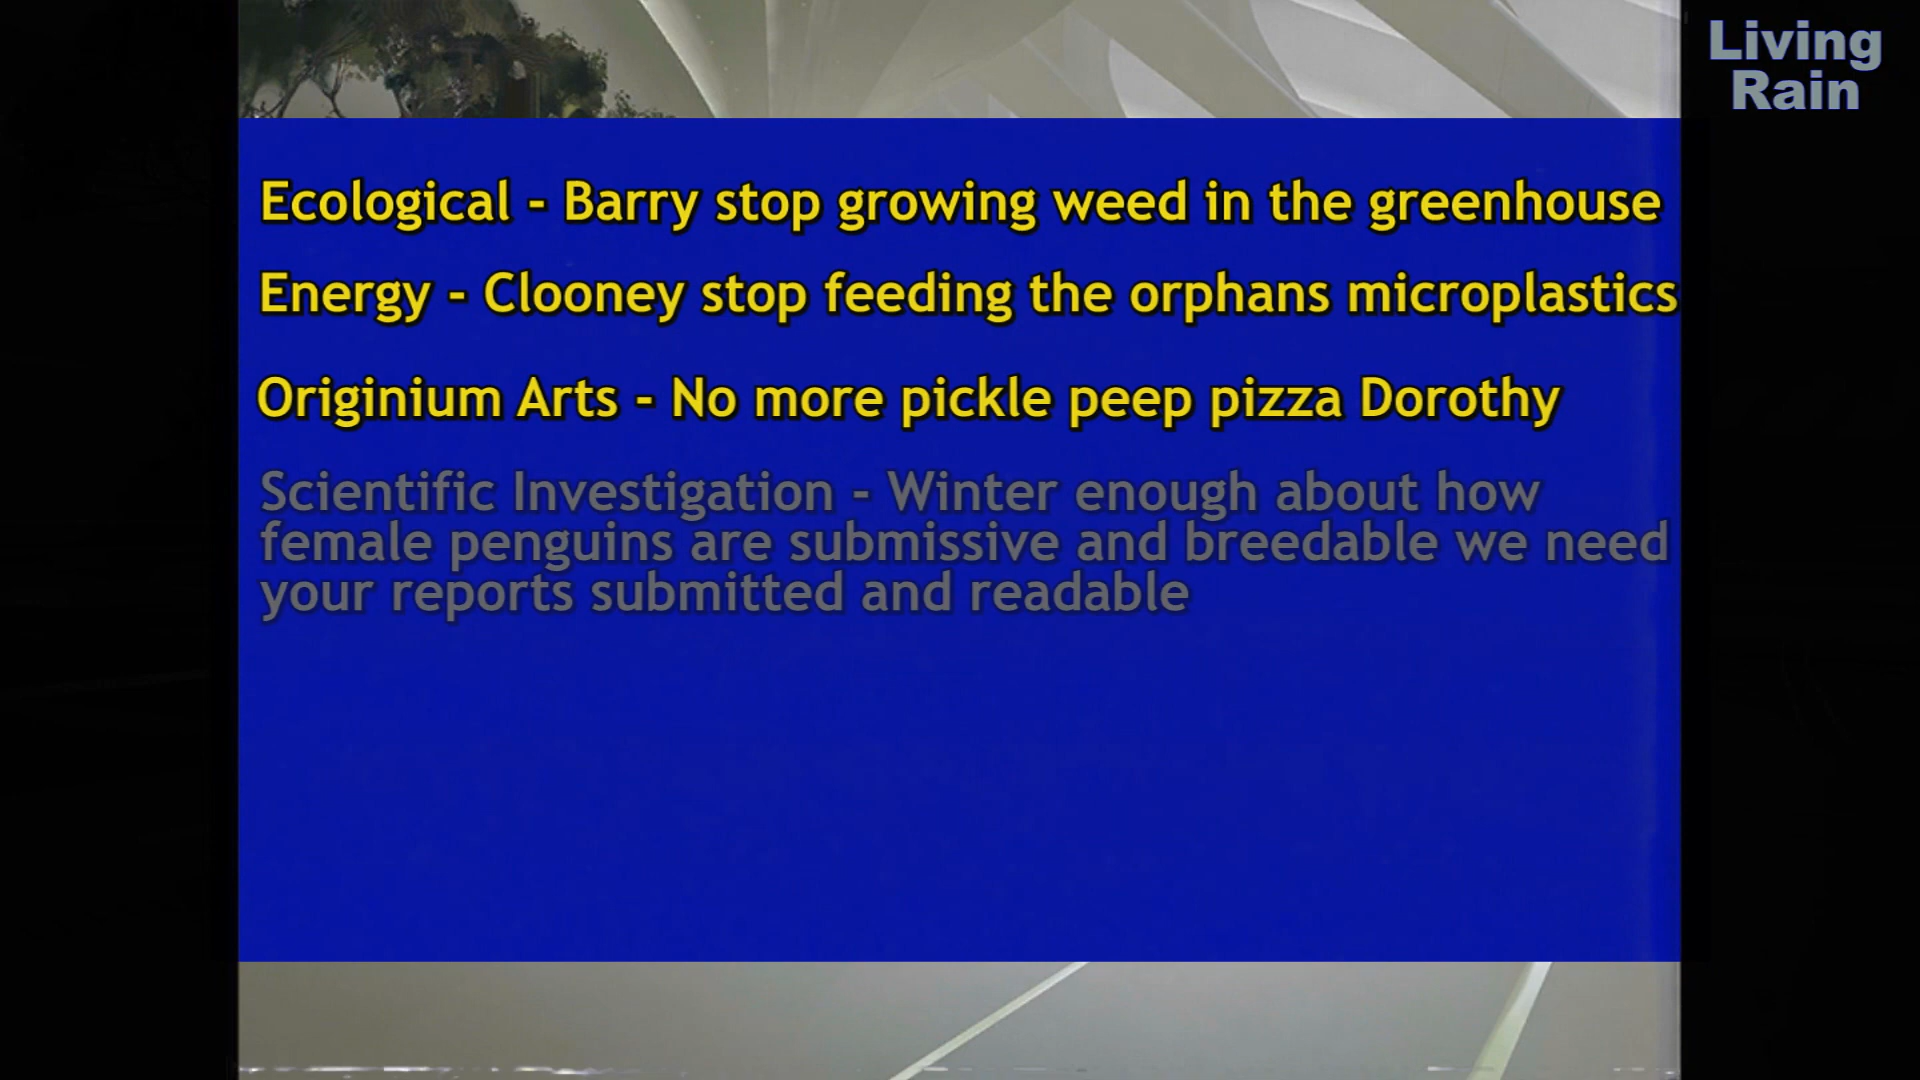 Living
Rain
Ecological - Barry stop growing weed in the greenhouse
Energy - Clooney stop feeding the orphans microplastics
Originium Arts - No more pickle peep pizza Dorothy
Scientific Investigation - Winter enough about how
female penguins are submissive and breedable we need
your reports submitted and readable